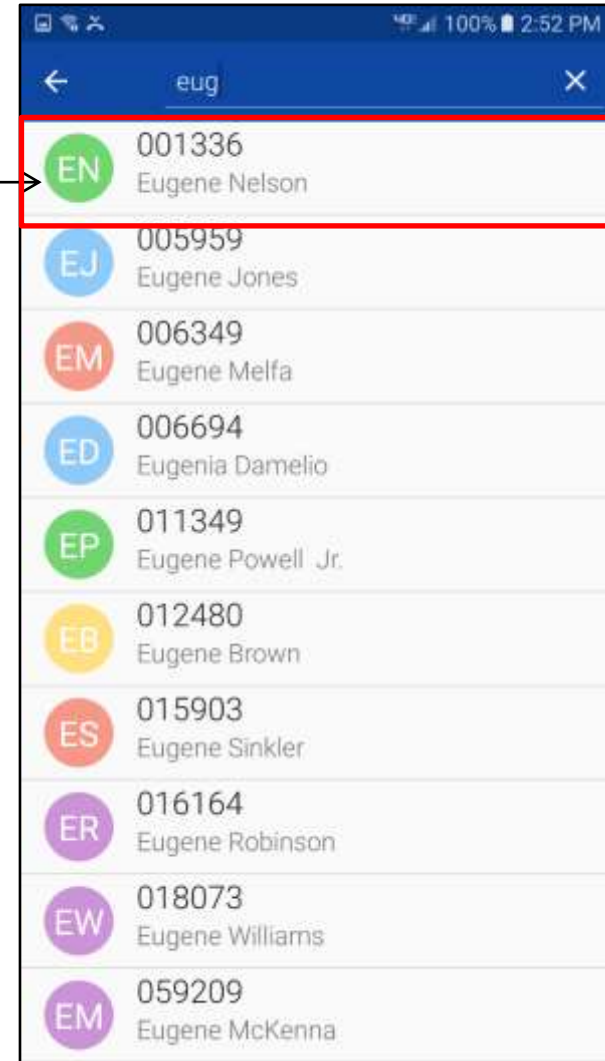 100% 2:52 PM
eug
EN
001336
Eugene Nelson
EJ
005959
Eugene Jones
EM
006349
Eugene Melfa
ED
006694
Eugenia Damelio
EP
011349
Eugene Powell Jr.
EB
012480
Eugene Brown
ES
015903
Eugene Sinkler
ER
016164
Eugene Robinson
EW
018073
Eugene Williams
EM
059209
Eugene McKenna